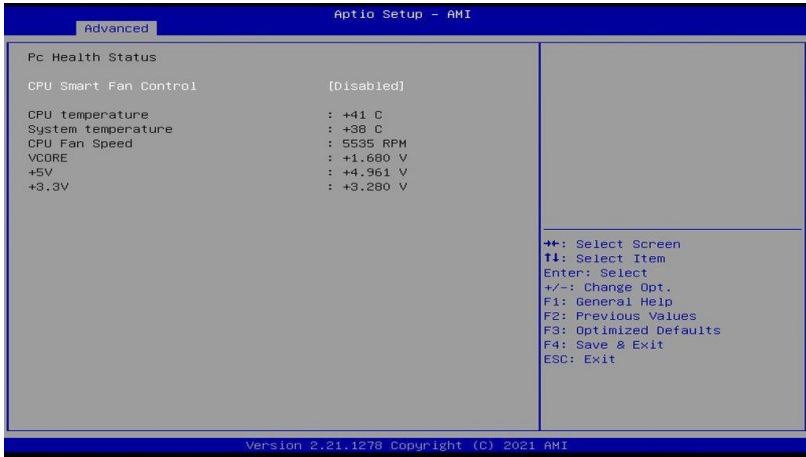 Aptio Setup – AMI
Advanced
Pc Health Status
CPU Smart Fan Control [Disabled]
CPU temperature : +41 C
System temperature : +38 C
CPU Fan Speed : 5535 RPM
VCORE : +1.680 V
+5V : +4.961 V
+3.3V : +3.280 V
→←: Select Screen
↑↓: Select Item
Enter: Select
+/-: Change Opt.
F1: General Help
F2: Previous Values
F3: Optimized Defaults
F4: Save & Exit
ESC: Exit
Version 2.21.1278 Copyright (C) 2021 AMI